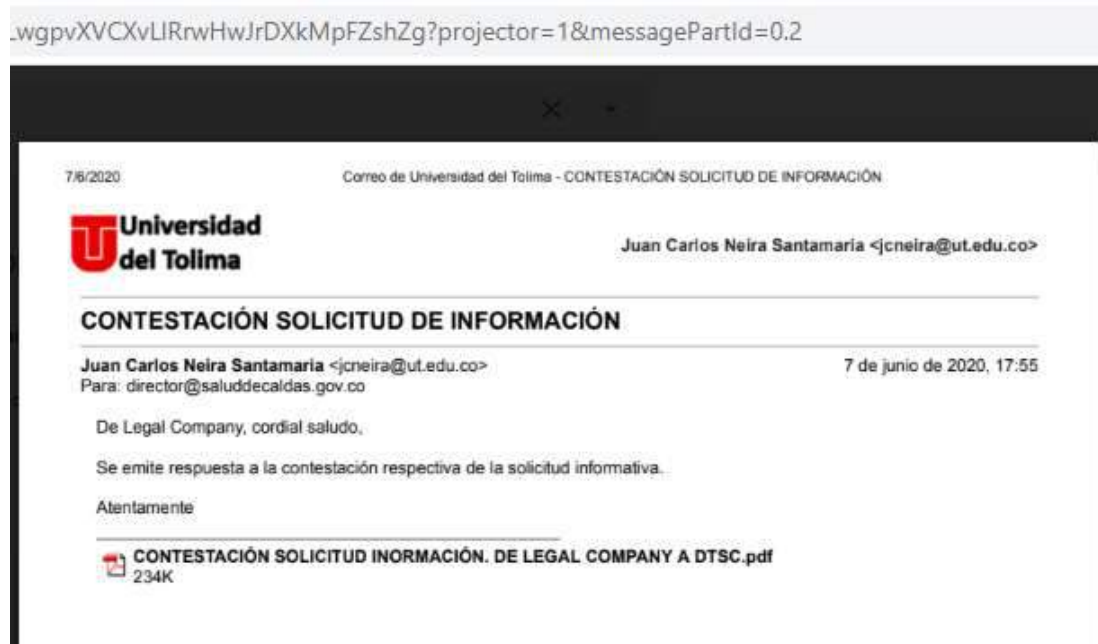 _wgpvXVCXvLlRrwHwJrDXkMpFZshZg?projector=1&messagePartId=0.2
7/6/2020
Correo de Universidad del Tolima - CONTESTACIÓN SOLICITUD DE INFORMACIÓN
Universidad
del Tolima
Juan Carlos Neira Santamaria <jcneira@ut.edu.co>
CONTESTACIÓN SOLICITUD DE INFORMACIÓN
Juan Carlos Neira Santamaria <jcneira@ut.edu.co>
7 de junio de 2020, 17:55
Para: director@saluddecaldas.gov.co
De Legal Company, cordial saludo,
Se emite respuesta a la contestación respectiva de la solicitud informativa.
Atentamente
CONTESTACIÓN SOLICITUD INORMACIÓN. DE LEGAL COMPANY A DTSC.pdf
234K